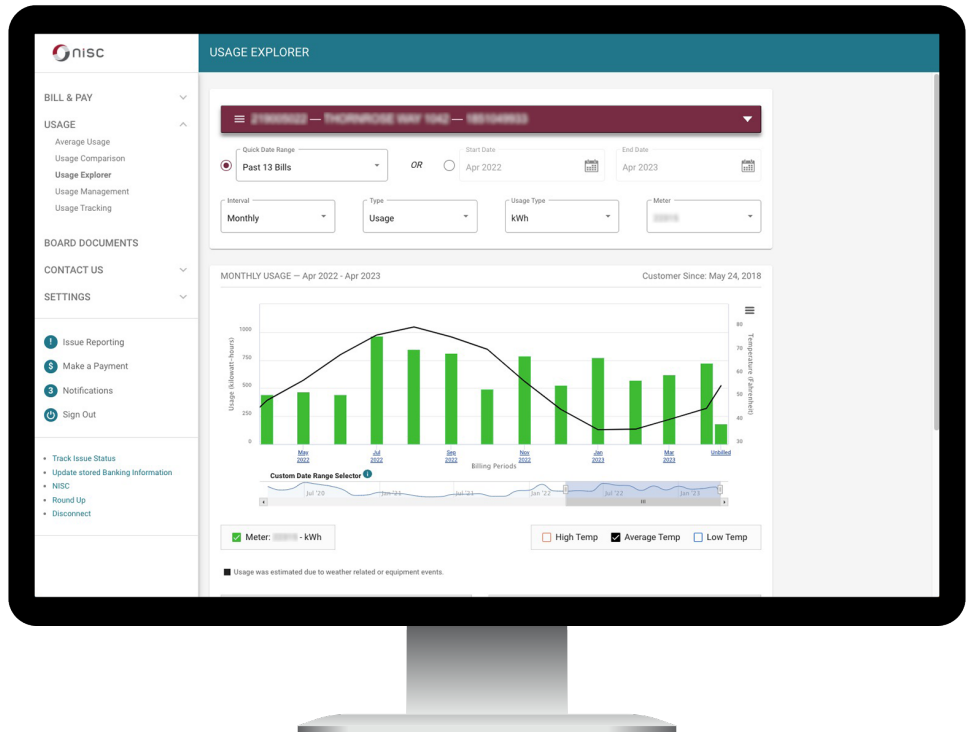 nisc
USAGE EXPLORER
BILL & PAY
USAGE
Average Usage
Usage Comparison
Usage Explorer
Usage Management
Usage Tracking
BOARD DOCUMENTS
CONTACT US
SETTINGS
! Issue Reporting
$ Make a Payment
3 Notifications
Sign Out
• Track Issue Status
• Update stored Banking Information
• NISC
• Round Up
• Disconnect
Quick Date Range
Past 13 Bills
OR
Start Date
Apr 2022
End Date
Apr 2023
Interval
Monthly
Type
Usage
Usage Type
kWh
Meter
MONTHLY USAGE — Apr 2022 - Apr 2023
Customer Since: May 24, 2018
Usage (kilowatt-hours)
1000
750
500
250
0
80
70
60
50
40
30
Temperature (Fahrenheit)
May 2022
Jul 2022
Sep 2022
Nov 2022
Jan 2023
Mar 2023
Unbilled
Billing Periods
Custom Date Range Selector i
Jul '20
Jan '21
Jul '21
Jan '22
Jul '22
Jan '23
Meter: - kWh
High Temp
Average Temp
Low Temp
Usage was estimated due to weather related or equipment events.